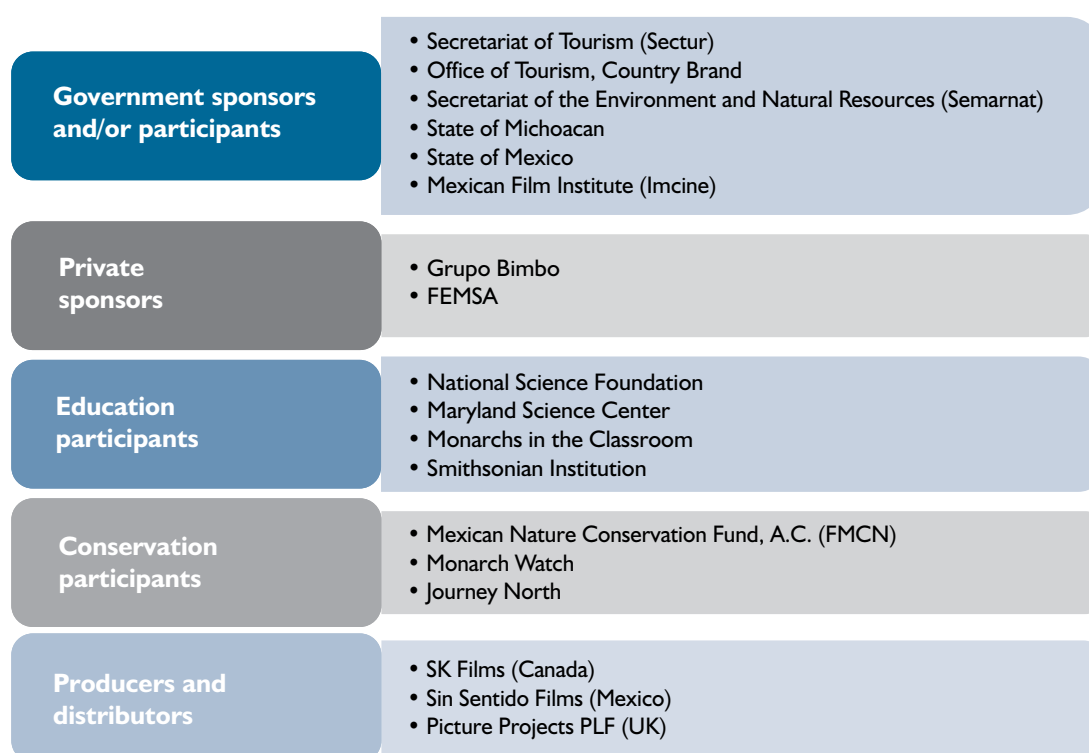 Government sponsors
and/or participants
• Secretariat of Tourism (Sectur)
• Office of Tourism, Country Brand
• Secretariat of the Environment and Natural Resources (Semarnat)
• State of Michoacan
• State of Mexico
• Mexican Film Institute (Imcine)
Private
sponsors
• Grupo Bimbo
• FEMSA
Education
participants
• National Science Foundation
• Maryland Science Center
• Monarchs in the Classroom
• Smithsonian Institution
Conservation
participants
• Mexican Nature Conservation Fund, A.C. (FMCN)
• Monarch Watch
• Journey North
Producers and
distributors
• SK Films (Canada)
• Sin Sentido Films (Mexico)
• Picture Projects PLF (UK)